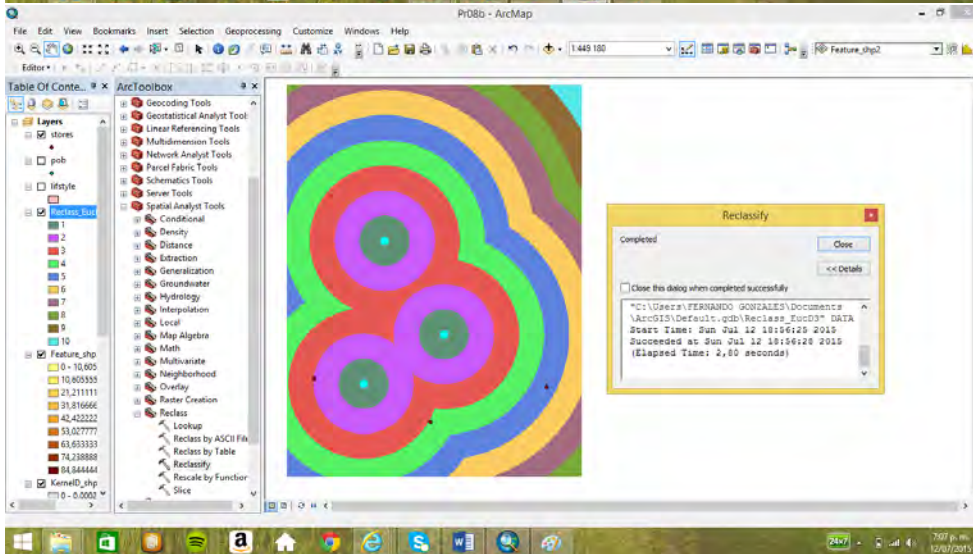 Pr08b - ArcMap
File Edit View Bookmarks Insert Selection Geoprocessing Customize Windows Help
1:449 180
Feature_shp2
Editor
Table Of Conte...
Layers
stores
pob
lifstyle
Reclass_Eucl
1
2
3
4
5
6
7
8
9
10
Feature_shp
0 - 10,605
10,605555
21,211111
31,816666
42,422222
53,027777
63,633333
74,238888
84,844444
KernelD_shp
0 - 0.0002
ArcToolbox
Geocoding Tools
Geostatistical Analyst Tool
Linear Referencing Tools
Multidimension Tools
Network Analyst Tools
Parcel Fabric Tools
Schematics Tools
Server Tools
Spatial Analyst Tools
Conditional
Density
Distance
Extraction
Generalization
Groundwater
Hydrology
Interpolation
Local
Map Algebra
Math
Multivariate
Neighborhood
Overlay
Raster Creation
Reclass
Lookup
Reclass by ASCII File
Reclass by Table
Reclassify
Rescale by Function
Slice
Reclassify
Completed
Close
<< Details
Close this dialog when completed successfully
"C:\Users\FERNANDO GONZALES\Documents
\ArcGIS\Default.gdb\Reclass_EucD3" DATA
Start Time: Sun Jul 12 18:56:25 2015
Succeeded at Sun Jul 12 18:56:28 2015
(Elapsed Time: 2,80 seconds)
24x7
7:07 p. m.
12/07/2015